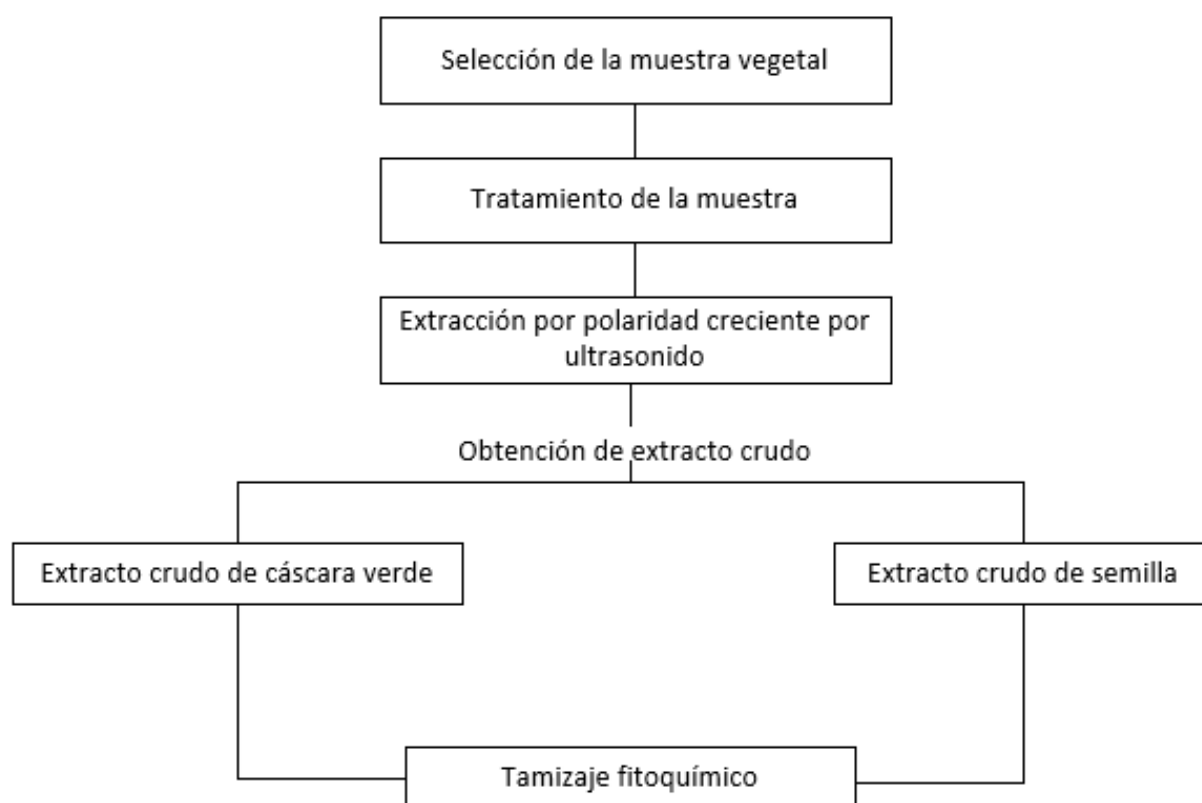 Selección de la muestra vegetal
Tratamiento de la muestra
Extracción por polaridad creciente por
ultrasonido
Obtención de extracto crudo
Extracto crudo de cáscara verde
Extracto crudo de semilla
Tamizaje fitoquímico